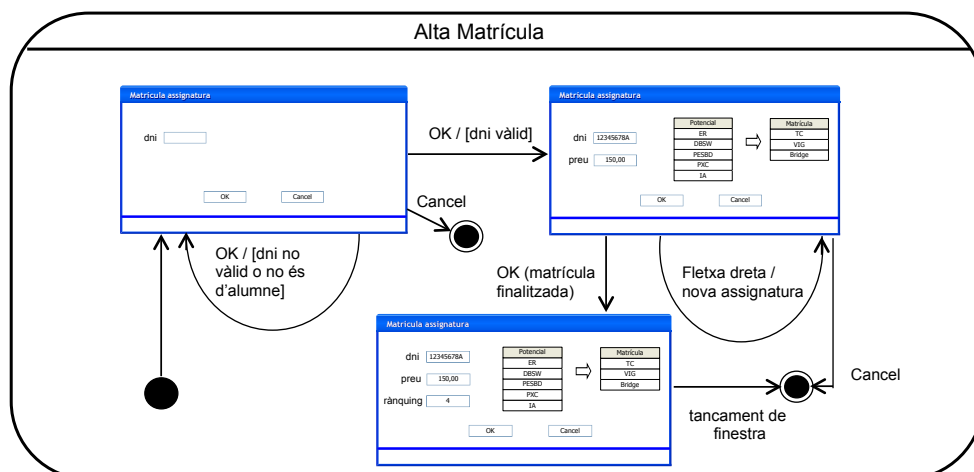 Alta Matrícula
Matrícula assignatura
dni
OK
Cancel
OK / [dni vàlid]
Cancel
OK / [dni no
vàlid o no és
d'alumne]
Matrícula assignatura
dni 12345678A
preu 150,00
Potencial
ER
DBSW
PESBD
PXC
IA
Matrícula
TC
VIG
Bridge
OK
Cancel
OK (matrícula
finalitzada)
Fletxa dreta /
nova assignatura
Matrícula assignatura
dni 12345678A
preu 150,00
rànquing 4
Potencial
ER
DBSW
PESBD
PXC
IA
Matrícula
TC
VIG
Bridge
OK
Cancel
Cancel
tancament de
finestra